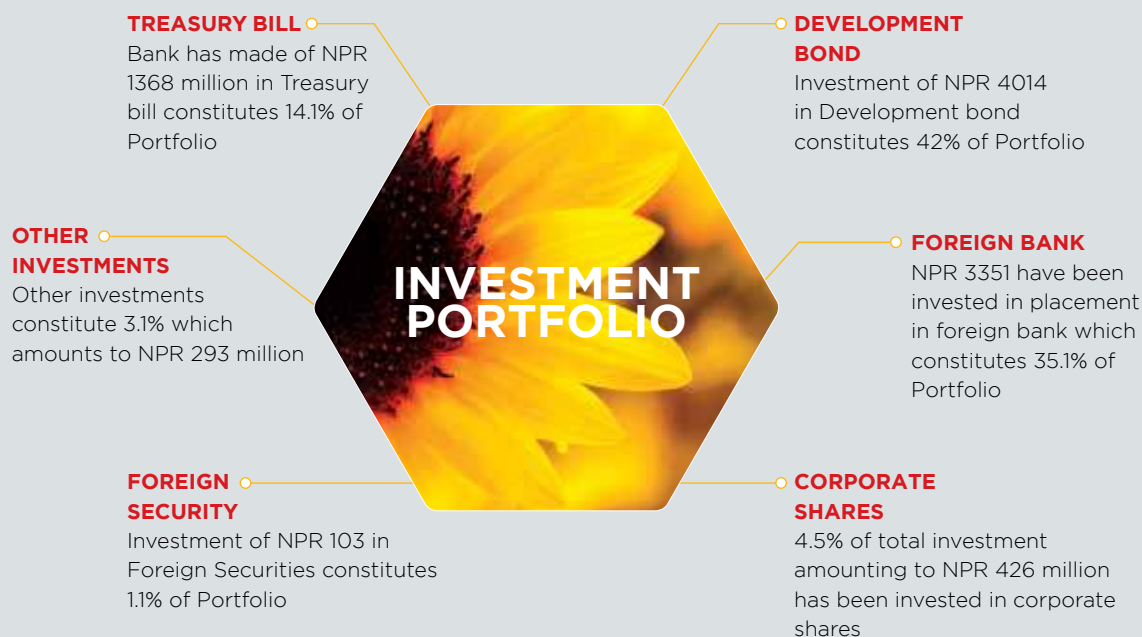 TREASURY BILL
Bank has made of NPR
1368 million in Treasury
bill constitutes 14.1% of
Portfolio
DEVELOPMENT
BOND
Investment of NPR 4014
in Development bond
constitutes 42% of Portfolio
OTHER
INVESTMENTS
Other investments
constitute 3.1% which
amounts to NPR 293 million
INVESTMENT
PORTFOLIO
FOREIGN BANK
NPR 3351 have been
invested in placement
in foreign bank which
constitutes 35.1% of
Portfolio
FOREIGN
SECURITY
Investment of NPR 103 in
Foreign Securities constitutes
1.1% of Portfolio
CORPORATE
SHARES
4.5% of total investment
amounting to NPR 426 million
has been invested in corporate
shares